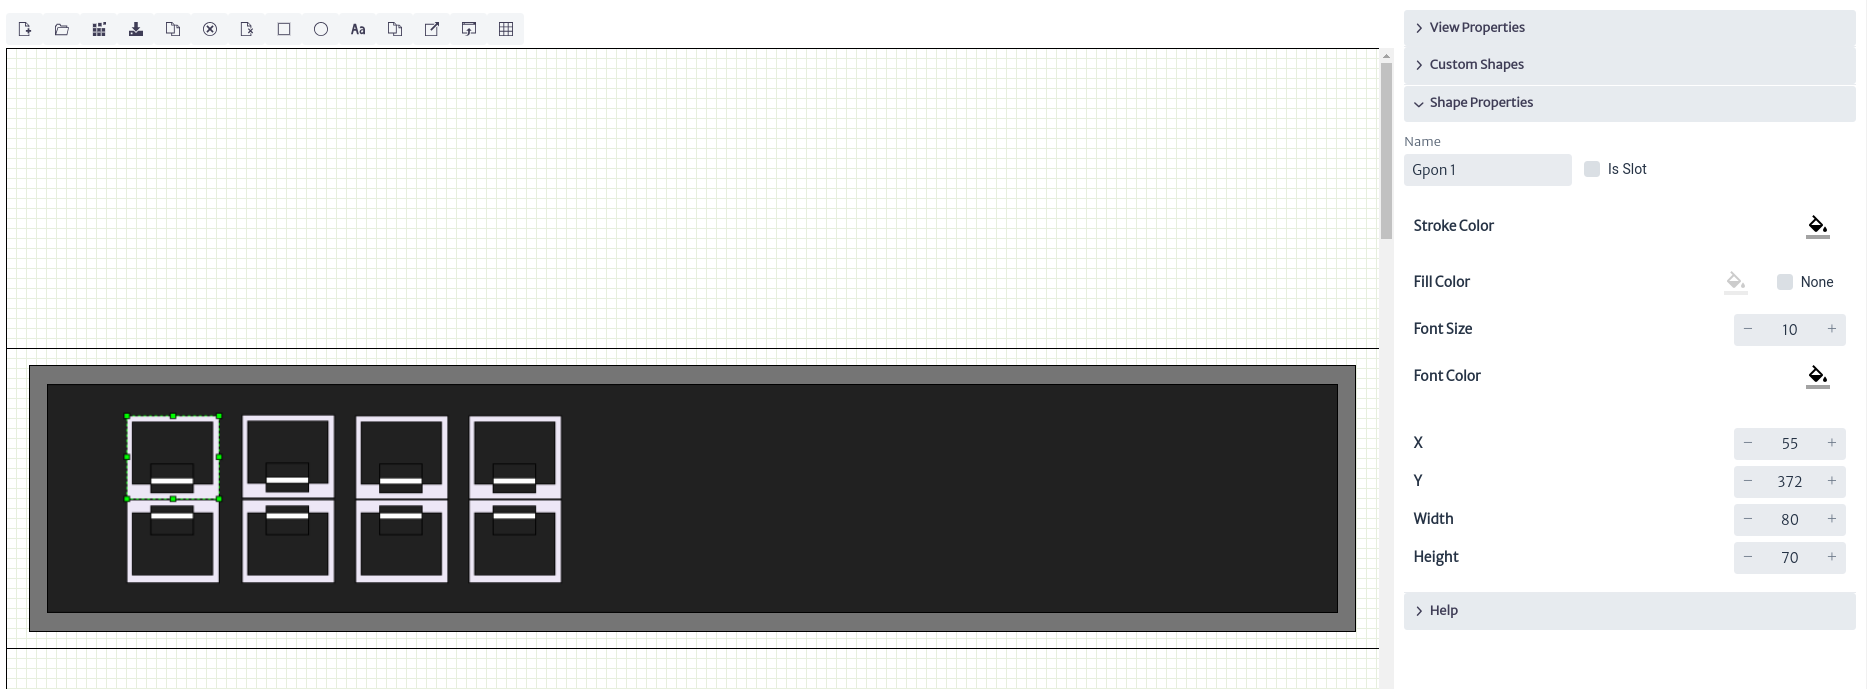 Aa
View Properties
Custom Shapes
Shape Properties
Name
Gpon 1
Is Slot
Stroke Color
Fill Color
None
Font Size
− 10 +
Font Color
X
− 55 +
Y
− 372 +
Width
− 80 +
Height
− 70 +
Help